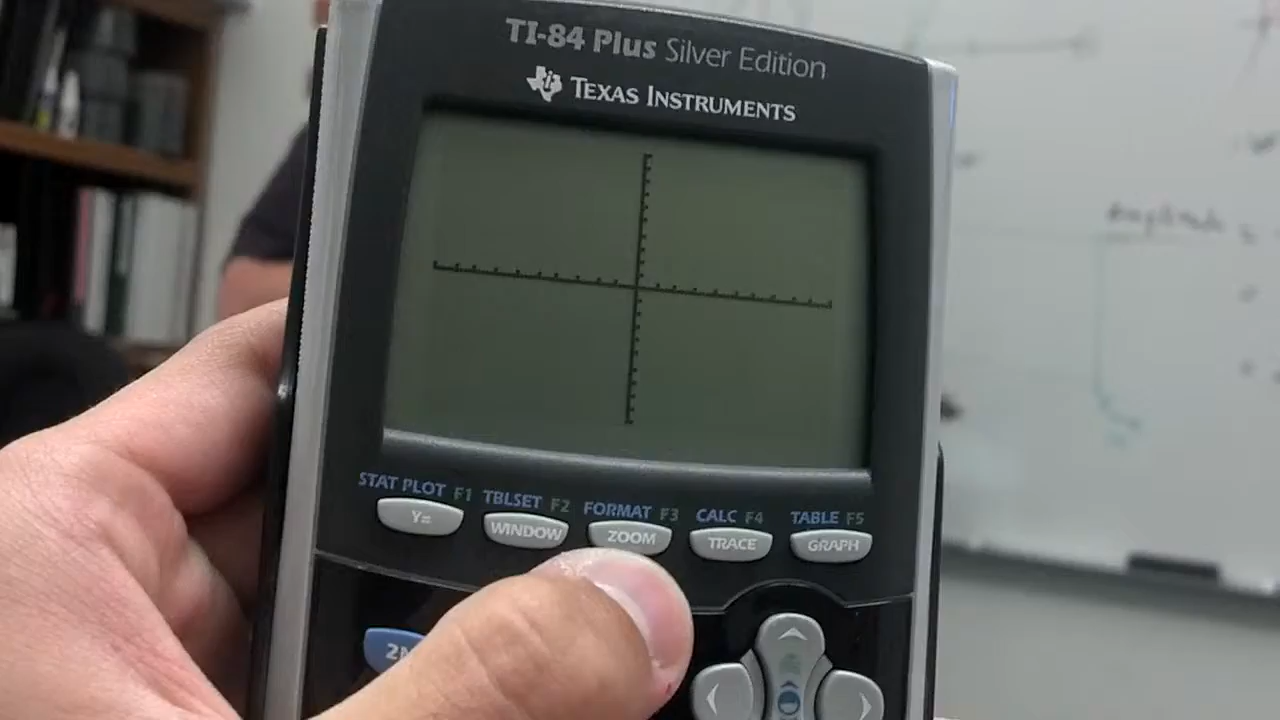 TI-84 Plus Silver Edition
TEXAS INSTRUMENTS
STAT PLOT F1 TBLSET F2 FORMAT F3 CALC F4 TABLE F5
Y= WINDOW ZOOM TRACE GRAPH